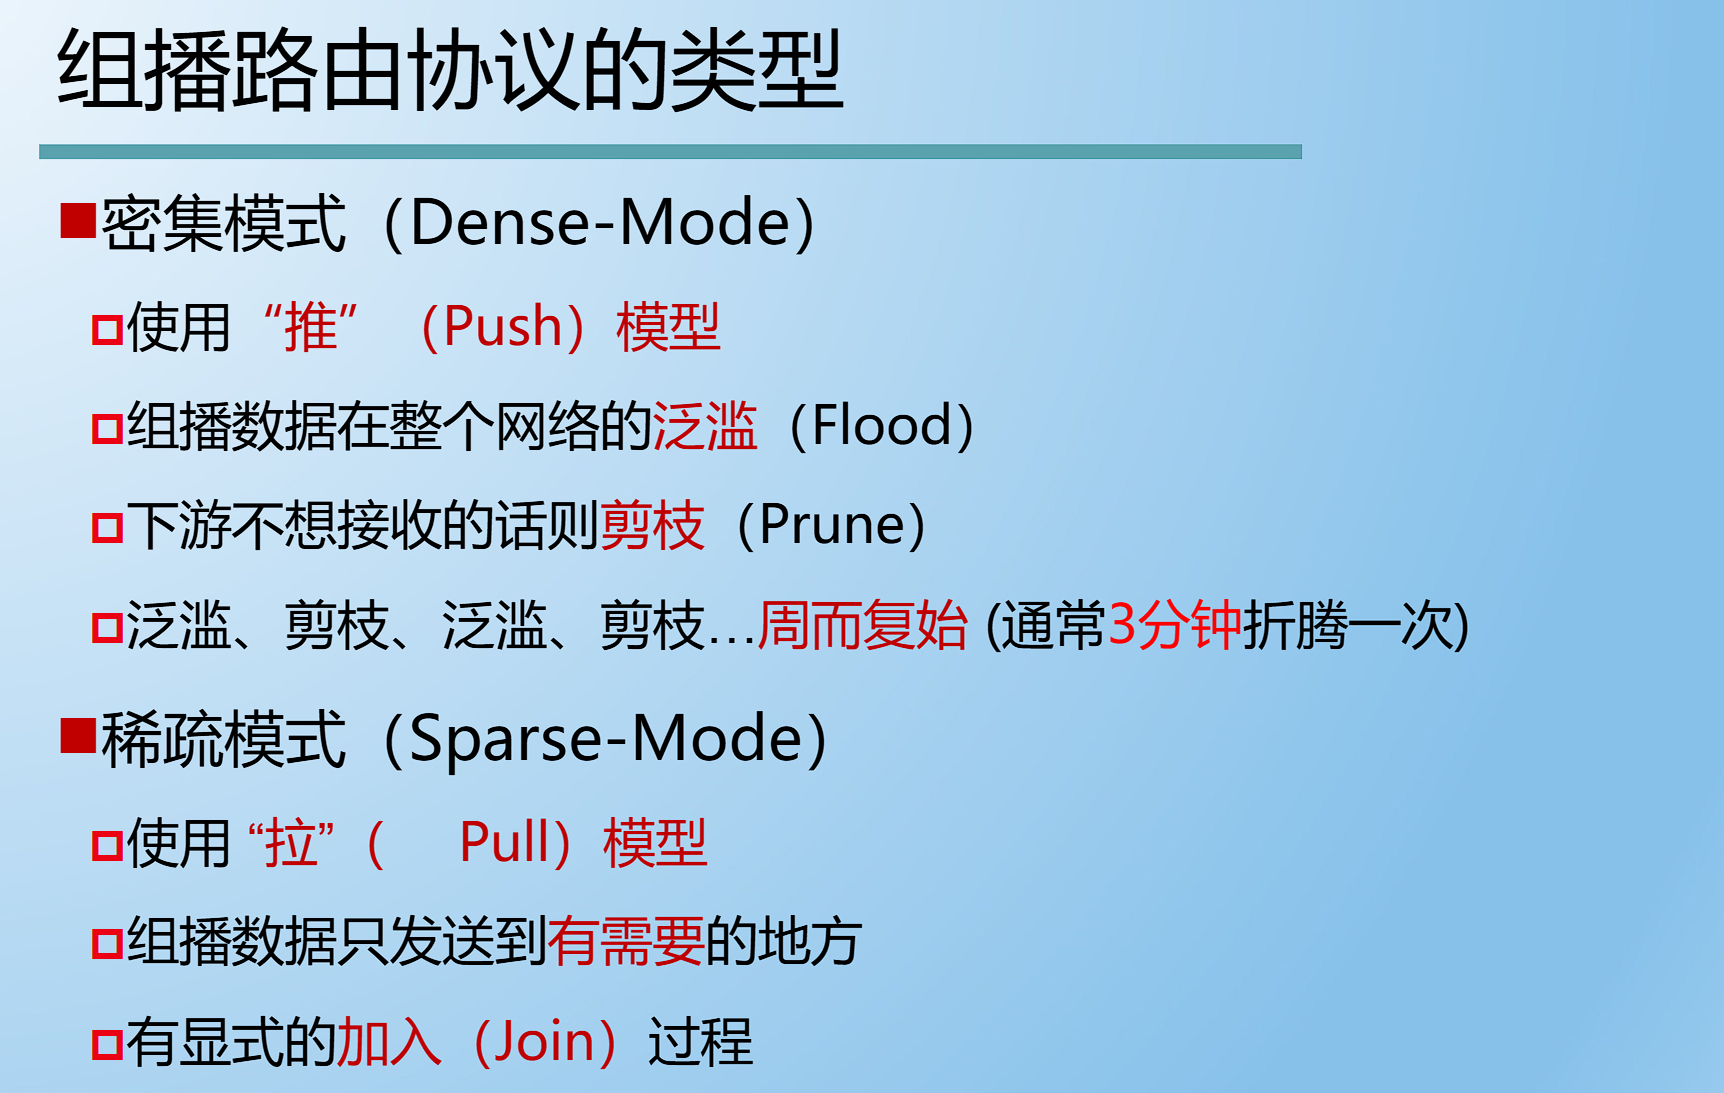 组播路由协议的类型
密集模式（Dense-Mode）
使用“推”（Push）模型
组播数据在整个网络的泛滥（Flood）
下游不想接收的话则剪枝（Prune）
泛滥、剪枝、泛滥、剪枝…周而复始 (通常3分钟折腾一次)
稀疏模式（Sparse-Mode）
使用 “拉”（ Pull）模型
组播数据只发送到有需要的地方
有显式的加入（Join）过程